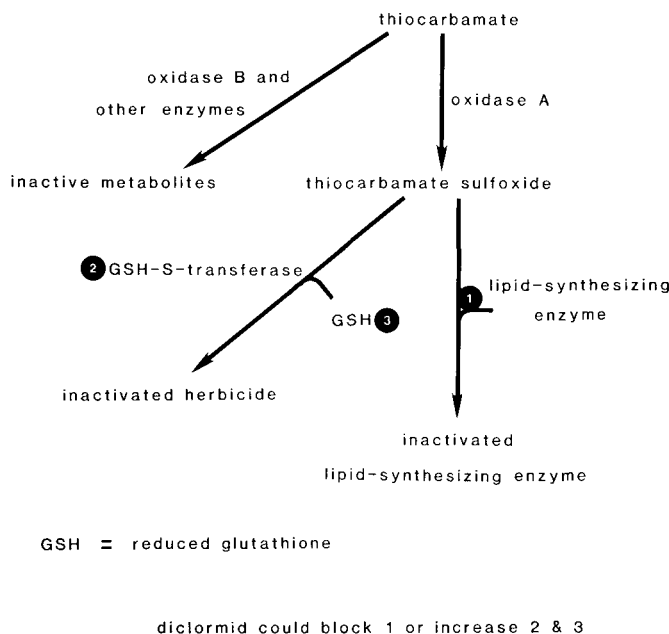 thiocarbamate
oxidase B and
other enzymes
oxidase A
inactive metabolites
thiocarbamate sulfoxide
2 GSH-S-transferase
1 lipid-synthesizing
enzyme
GSH 3
inactivated herbicide
inactivated
lipid-synthesizing enzyme
GSH = reduced glutathione
diclormid could block 1 or increase 2 & 3